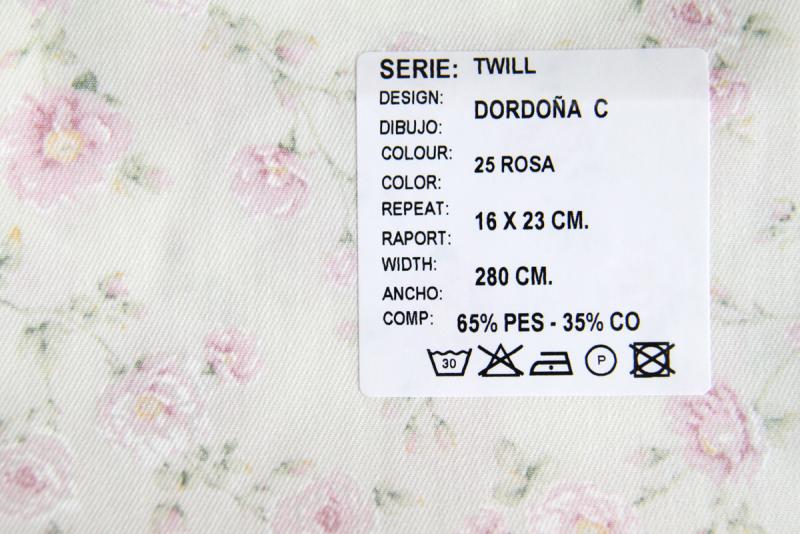 SERIE: TWILL
DESIGN:
DIBUJO:
DORDOÑA C
COLOUR:
COLOR:
25 ROSA
REPEAT:
RAPORT:
16 X 23 CM.
WIDTH:
ANCHO:
280 CM.
COMP: 65% PES - 35% CO
30 P